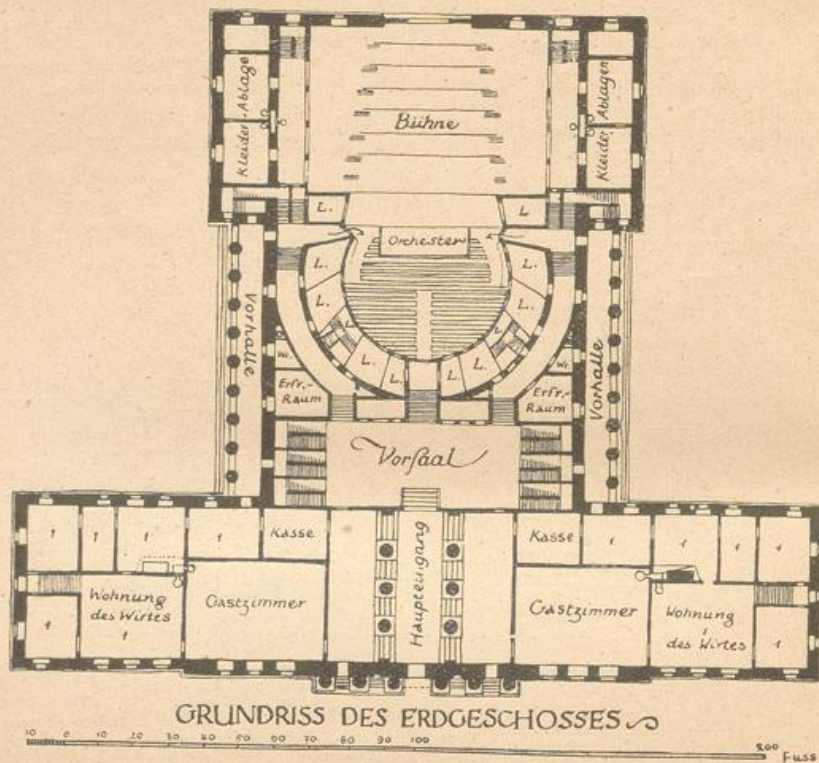 Kleider-Ablage
Bühne
Kleider Ablagen
L.
L
Orchester
L.
L.
L.
L.
L.
L.
L.
L.
L.
L.
Vorhalle
Vorhalle
Wr.
Wr.
Erfr.-
Raum
Erfr.-
Raum
Vorsaal
1
1
1
1
Kasse
Haupteingang
Kasse
1
1
1
1
Wohnung
des Wirtes
1
1
Gastzimmer
Gastzimmer
Wohnung
1
des Wirtes
1
GRUNDRISS DES ERDGESCHOSSES
10 0 10 20 30 40 50 60 70 80 90 100 200 Fuss